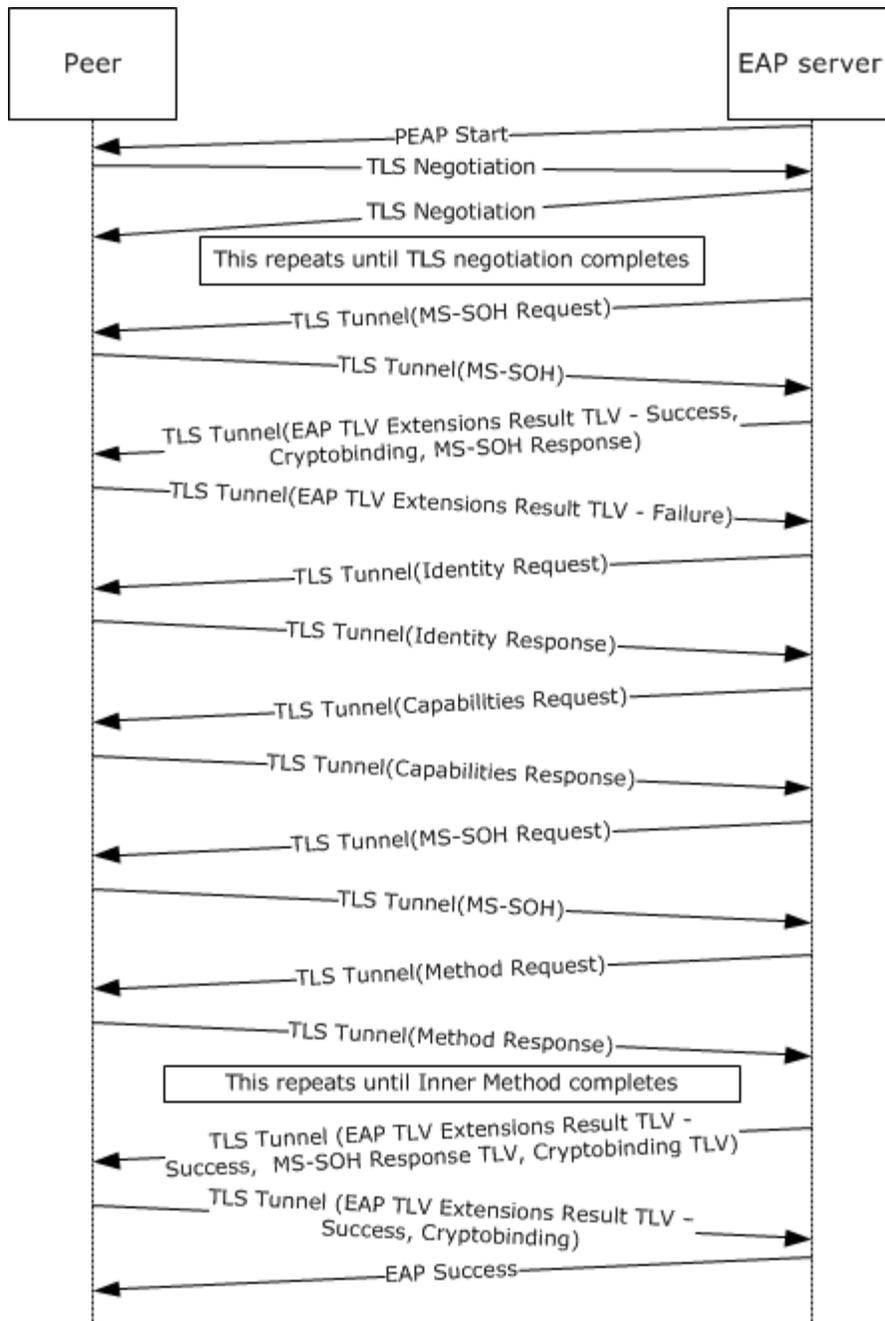 Peer
EAP server
PEAP Start
TLS Negotiation
TLS Negotiation
This repeats until TLS negotiation completes
TLS Tunnel(MS-SOH Request)
TLS Tunnel(MS-SOH)
TLS Tunnel(EAP TLV Extensions Result TLV - Success,
Cryptobinding, MS-SOH Response)
TLS Tunnel(EAP TLV Extensions Result TLV - Failure)
TLS Tunnel(Identity Request)
TLS Tunnel(Identity Response)
TLS Tunnel(Capabilities Request)
TLS Tunnel(Capabilities Response)
TLS Tunnel(MS-SOH Request)
TLS Tunnel(MS-SOH)
TLS Tunnel(Method Request)
TLS Tunnel(Method Response)
This repeats until Inner Method completes
TLS Tunnel (EAP TLV Extensions Result TLV -
Success, MS-SOH Response TLV, Cryptobinding TLV)
TLS Tunnel (EAP TLV Extensions Result TLV –
Success, Cryptobinding)
EAP Success